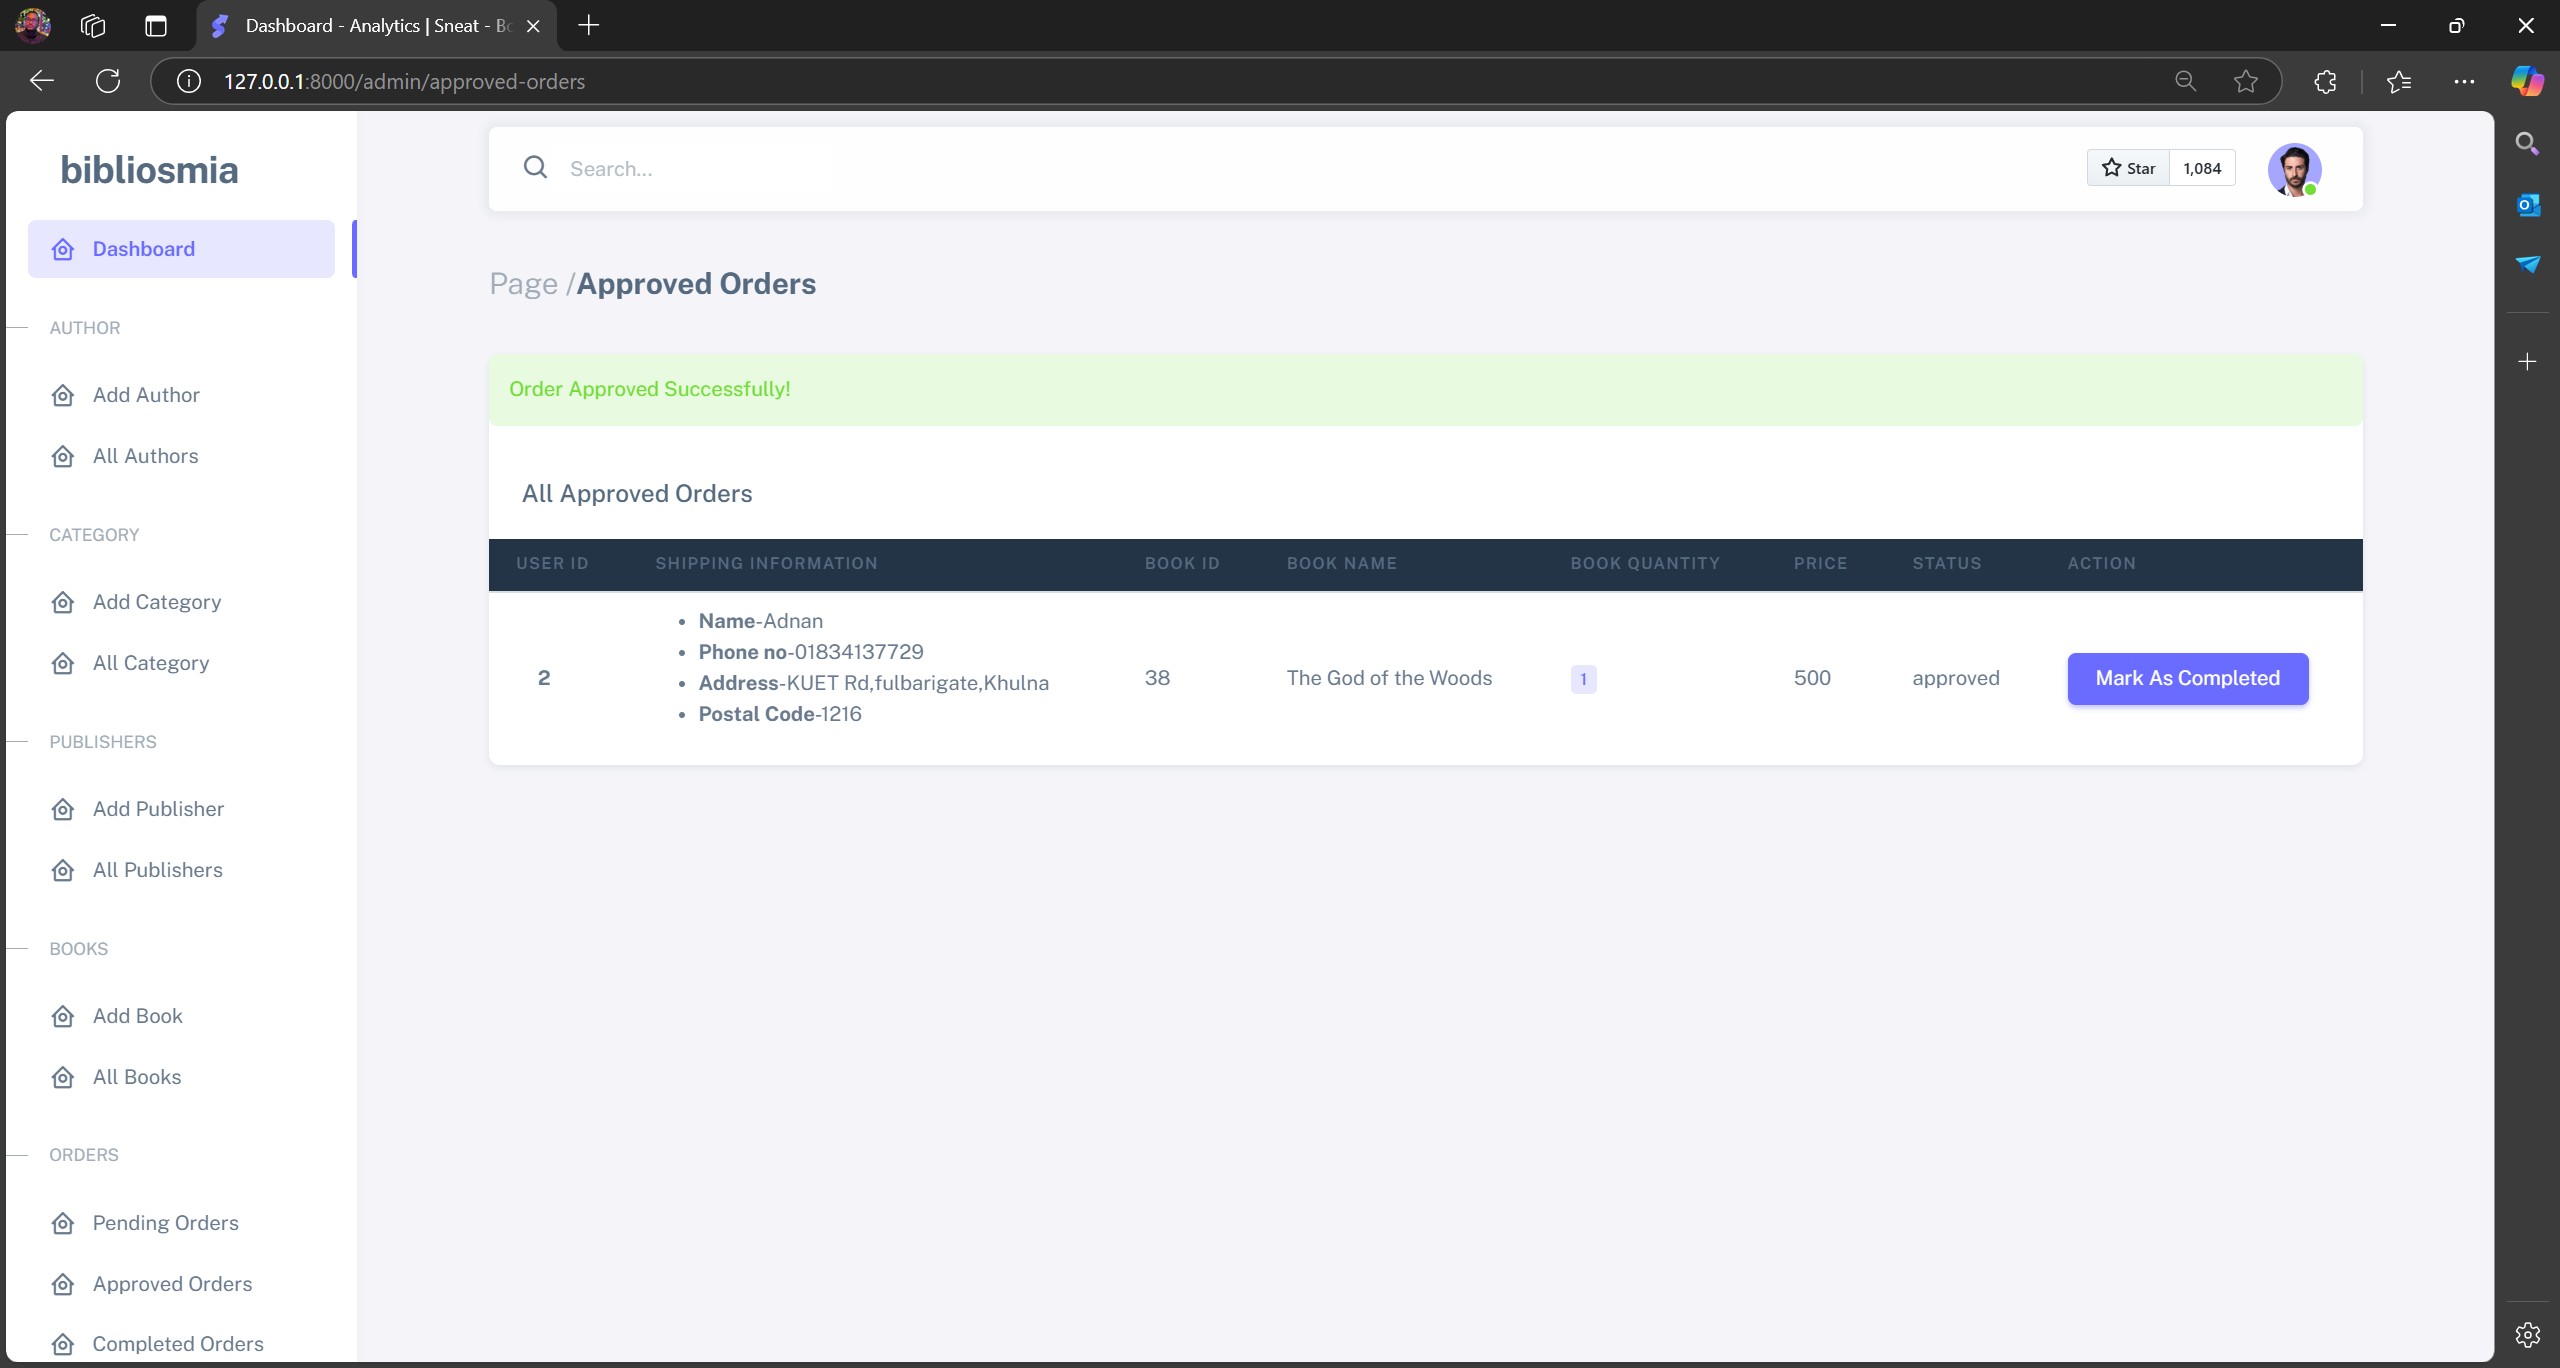 Dashboard - Analytics | Sneat - Bo
127.0.0.1:8000/admin/approved-orders
bibliosmia
Search...
Star 1,084
Dashboard
Page /Approved Orders
AUTHOR
Order Approved Successfully!
Add Author
All Authors
All Approved Orders
CATEGORY
USER ID SHIPPING INFORMATION BOOK ID BOOK NAME BOOK QUANTITY PRICE STATUS ACTION
Add Category
Name-Adnan
Phone no-01834137729
All Category
2 38 The God of the Woods 1 500 approved Mark As Completed
Address-KUET Rd,fulbarigate,Khulna
Postal Code-1216
PUBLISHERS
Add Publisher
All Publishers
BOOKS
Add Book
All Books
ORDERS
Pending Orders
Approved Orders
Completed Orders